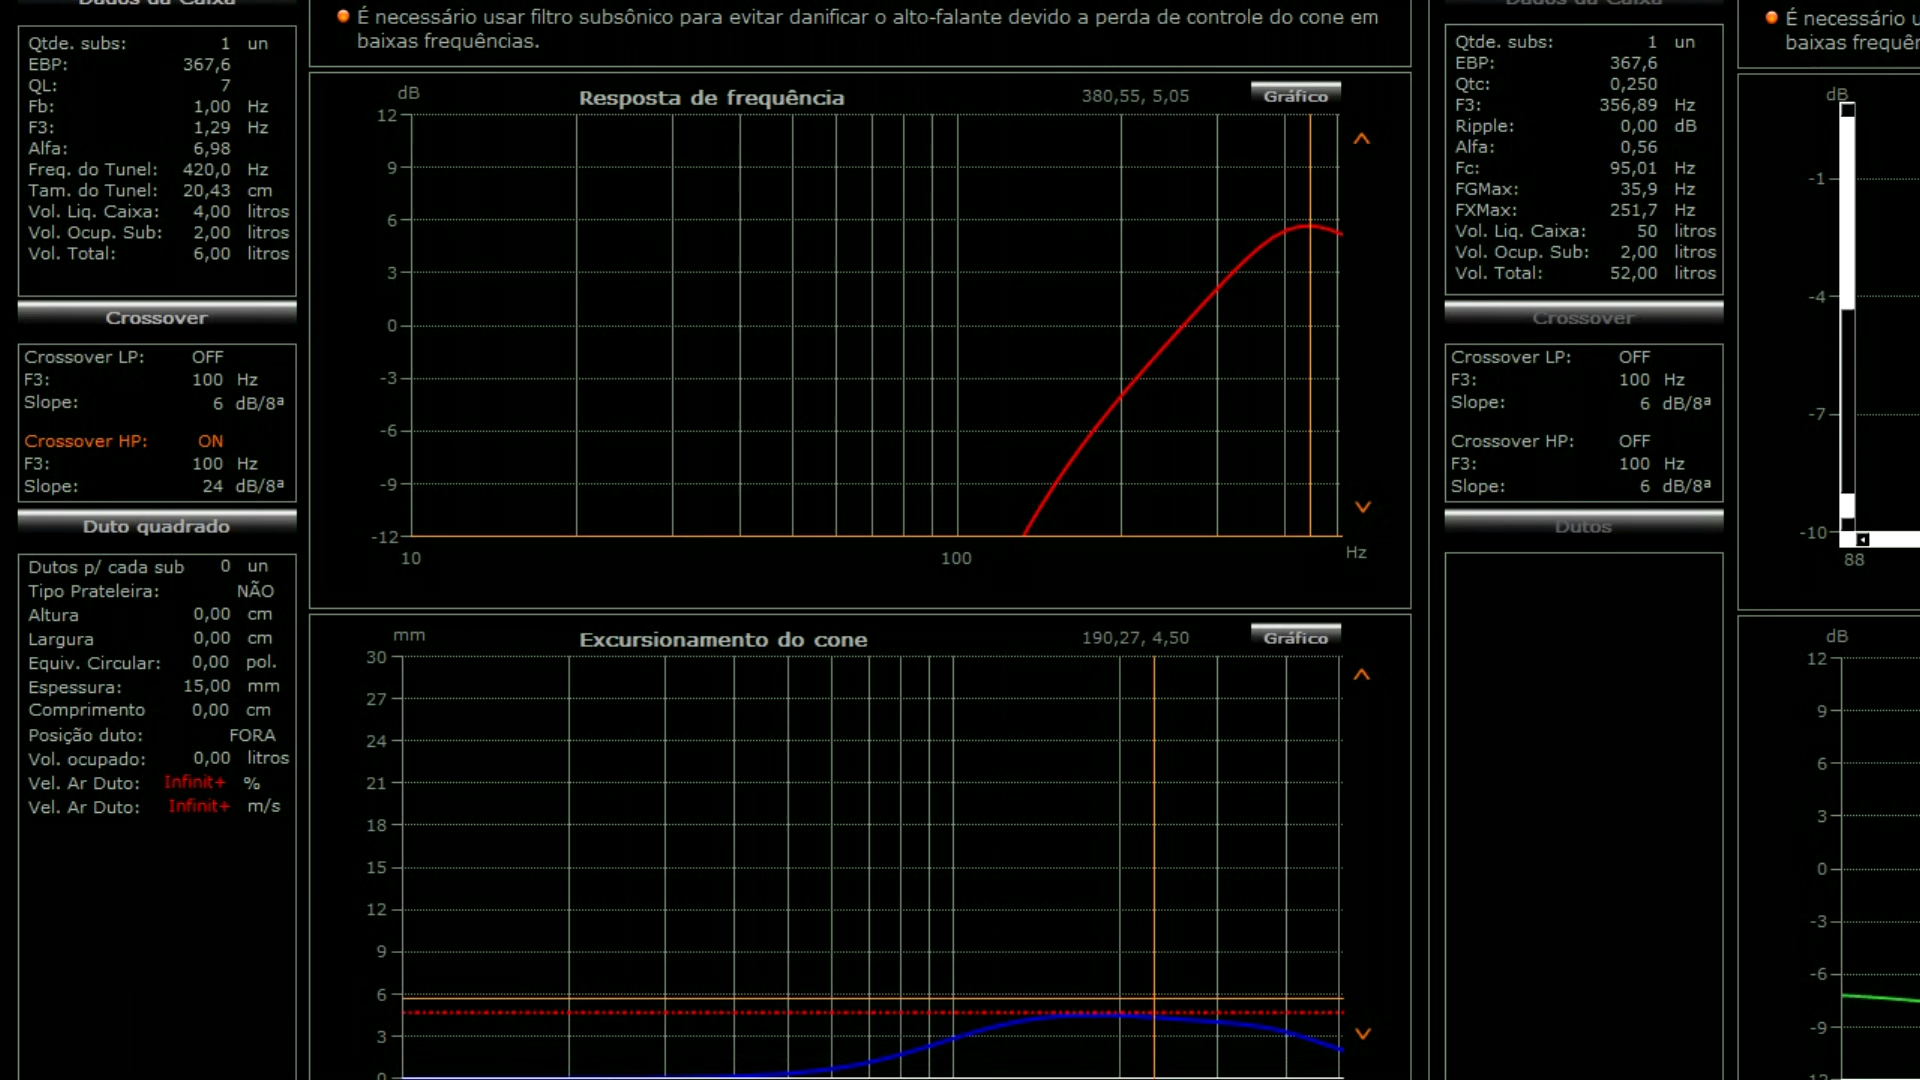 Dados da Caixa
Qtde. subs: 1 un
EBP: 367,6
QL: 7
Fb: 1,00 Hz
F3: 1,29 Hz
Alfa: 6,98
Freq. do Tunel: 420,0 Hz
Tam. do Tunel: 20,43 cm
Vol. Liq. Caixa: 4,00 litros
Vol. Ocup. Sub: 2,00 litros
Vol. Total: 6,00 litros
Crossover
Crossover LP: OFF
F3: 100 Hz
Slope: 6 dB/8ª
Crossover HP: ON
F3: 100 Hz
Slope: 24 dB/8ª
Duto quadrado
Dutos p/ cada sub 0 un
Tipo Prateleira: NÃO
Altura 0,00 cm
Largura 0,00 cm
Equiv. Circular: 0,00 pol.
Espessura: 15,00 mm
Comprimento 0,00 cm
Posição duto: FORA
Vol. ocupado: 0,00 litros
Vel. Ar Duto: Infinit+ %
Vel. Ar Duto: Infinit+ m/s
É necessário usar filtro subsônico para evitar danificar o alto-falante devido a perda de controle do cone em
baixas frequências.
dB Resposta de frequência 380,55, 5,05 Gráfico
12
9
6
3
0
-3
-6
-9
-12
10 100 Hz
mm Excursionamento do cone 190,27, 4,50 Gráfico
30
27
24
21
18
15
12
9
6
3
0
Dados da Caixa
Qtde. subs: 1 un
EBP: 367,6
Qtc: 0,250
F3: 356,89 Hz
Ripple: 0,00 dB
Alfa: 0,56
Fc: 95,01 Hz
FGMax: 35,9 Hz
FXMax: 251,7 Hz
Vol. Liq. Caixa: 50 litros
Vol. Ocup. Sub: 2,00 litros
Vol. Total: 52,00 litros
Crossover
Crossover LP: OFF
F3: 100 Hz
Slope: 6 dB/8ª
Crossover HP: OFF
F3: 100 Hz
Slope: 6 dB/8ª
Dutos
É necessário
baixas
dB
-1
-4
-7
-10
88
dB
12
9
6
3
0
-3
-6
-9